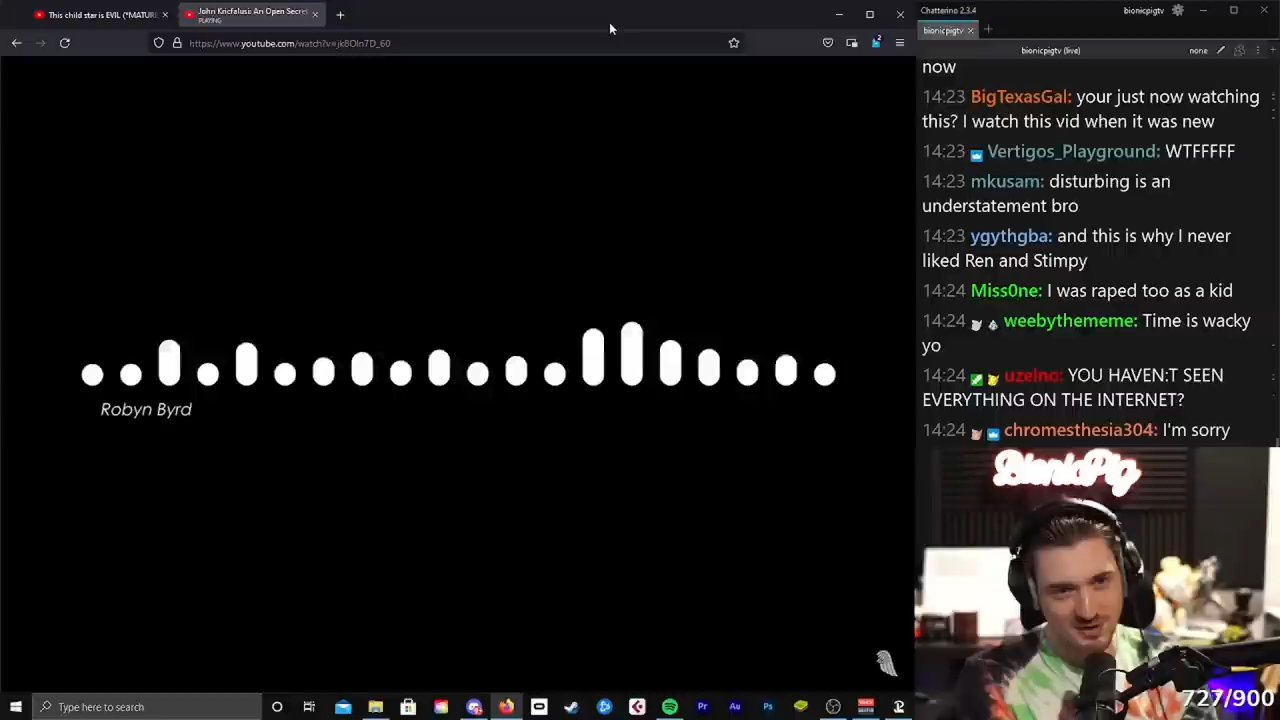 This child star is EVIL (*MATURE
John Kricfalusi: An Open Secret
PLAYING
https://www.youtube.com/watch?v=jk8OIn7D_60
Robyn Byrd
Type here to search
Chatterino 2.3.4
bionicpigtv
bionicpigtv
bionicpigtv (live)
none
now
14:23 BigTexasGal: your just now watching
this? I watch this vid when it was new
14:23 Vertigos_Playground: WTFFFFF
14:23 mkusam: disturbing is an
understatement bro
14:23 ygythgba: and this is why I never
liked Ren and Stimpy
14:24 Miss0ne: I was raped too as a kid
14:24 weebythememe: Time is wacky
yo
14:24 uzelno: YOU HAVEN:T SEEN
EVERYTHING ON THE INTERNET?
14:24 chromesthesia304: I'm sorry
BionicPig
727/900